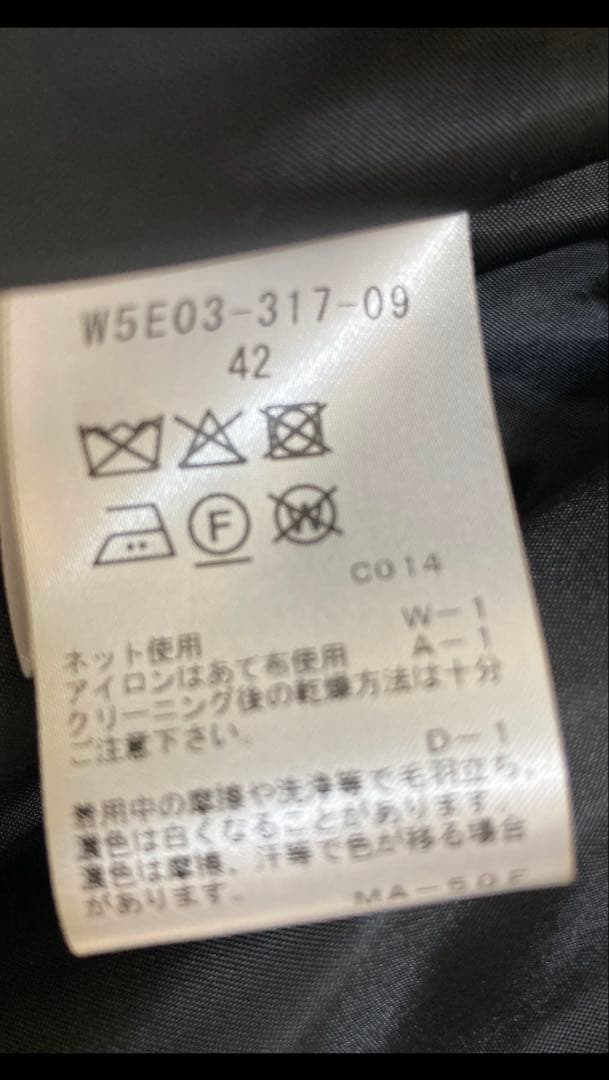 W5E03-317-09
42
F W
C014
W-1
ネット使用
A-1
アイロンはあて布使用
クリーニング後の乾燥方法は十分
ご注意下さい.
D-1
着用中の摩擦や洗浄等で毛羽立ち、
濃色は白くなることがあります。
濃色は摩擦、汗等で色が移る場合
があります。
MA-50F